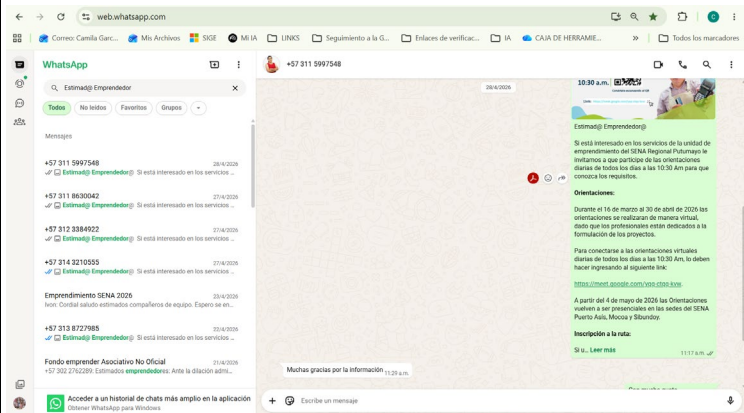 web.whatsapp.com
Correo: Camila Garc...
Mis Archivos
SIGE
Mi IA
LINKS
Seguimiento a la G...
Enlaces de verificac...
IA
CAJA DE HERRAMIE...
»
Todos los marcadores
WhatsApp
Estimad@ Emprendedor
Todos
No leídos
Favoritos
Grupos
Mensajes
+57 311 5997548
28/4/2026
Estimad@ Emprendedor@ Si está interesado en los servicios ...
+57 311 8630042
27/4/2026
Estimad@ Emprendedor@ Si está interesado en los servicios ...
+57 312 3384922
27/4/2026
Estimad@ Emprendedor@ Si está interesado en los servicios ...
+57 314 3210555
27/4/2026
Estimad@ Emprendedor@ Si está interesado en los servicios ...
Emprendimiento SENA 2026
23/4/2026
Ivon: Cordial saludo estimados compañeros de equipo. Espero se en...
+57 313 8727985
22/4/2026
Estimad@ Emprendedor@ Si está interesado en los servicios ...
Fondo emprender Asociativo No Oficial
21/4/2026
+57 302 2762289: Estimados emprendedores: Ante la dilación admi...
Acceder a un historial de chats más amplio en la aplicación
Obtener WhatsApp para Windows
+57 311 5997548
28/4/2026
10:30 a.m.
Estimad@ Emprendedor@
Si está interesado en los servicios de la unidad de
emprendimiento del SENA Regional Putumayo le
invitamos a que participe de las orientaciones
diarias de todos los días a las 10:30 Am para que
conozca los requisitos.
Orientaciones:
Durante el 16 de marzo al 30 de abril de 2026 las
orientaciones se realizaran de manera virtual,
dado que los profesionales están dedicados a la
formulación de los proyectos.
Para conectarse a las orientaciones virtuales
diarias de todos los días a las 10:30 Am, lo deben
hacer ingresando al siguiente link:
A partir del 4 de mayo de 2026 las Orientaciones
vuelven a ser presenciales en las sedes del SENA
Puerto Asís, Mocoa y Sibundoy.
Inscripción a la ruta:
Si u... Leer más
11:17 a.m.
Muchas gracias por la información
11:29 a.m.
Con mucho gusto
Escribe un mensaje